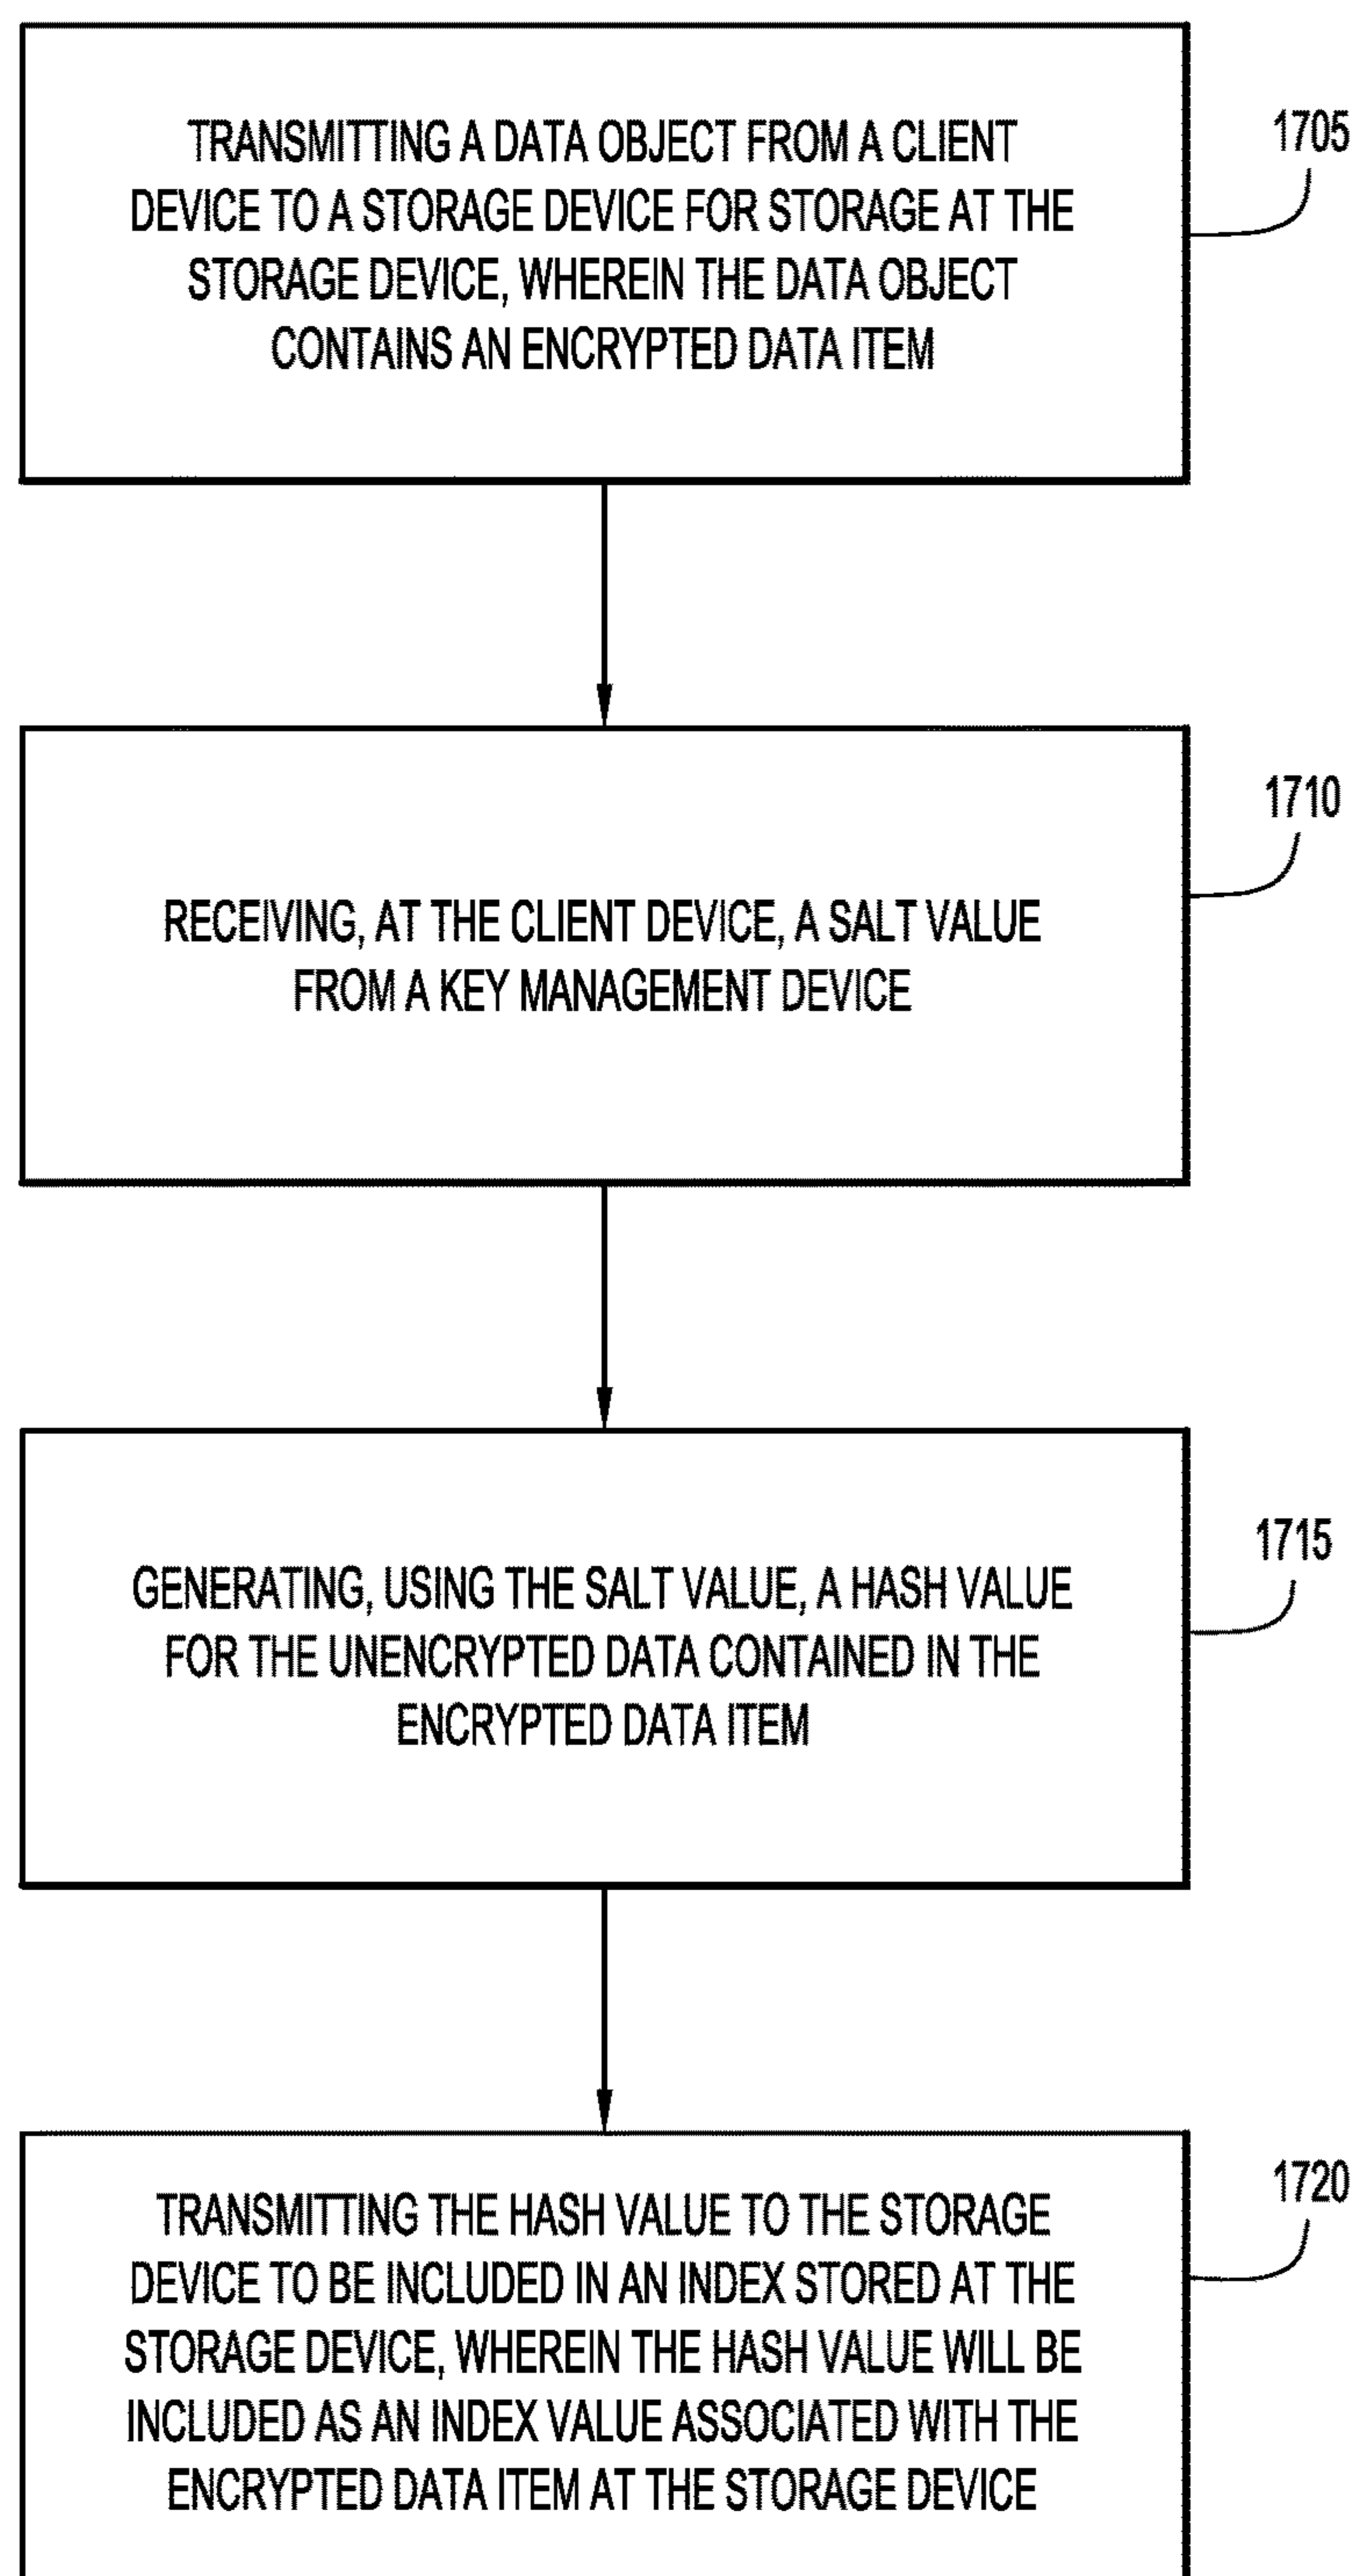 TRANSMITTING A DATA OBJECT FROM A CLIENT
DEVICE TO A STORAGE DEVICE FOR STORAGE AT THE
STORAGE DEVICE, WHEREIN THE DATA OBJECT
CONTAINS AN ENCRYPTED DATA ITEM
1705
RECEIVING, AT THE CLIENT DEVICE, A SALT VALUE
FROM A KEY MANAGEMENT DEVICE
1710
GENERATING, USING THE SALT VALUE, A HASH VALUE
FOR THE UNENCRYPTED DATA CONTAINED IN THE
ENCRYPTED DATA ITEM
1715
TRANSMITTING THE HASH VALUE TO THE STORAGE
DEVICE TO BE INCLUDED IN AN INDEX STORED AT THE
STORAGE DEVICE, WHEREIN THE HASH VALUE WILL BE
INCLUDED AS AN INDEX VALUE ASSOCIATED WITH THE
ENCRYPTED DATA ITEM AT THE STORAGE DEVICE
1720